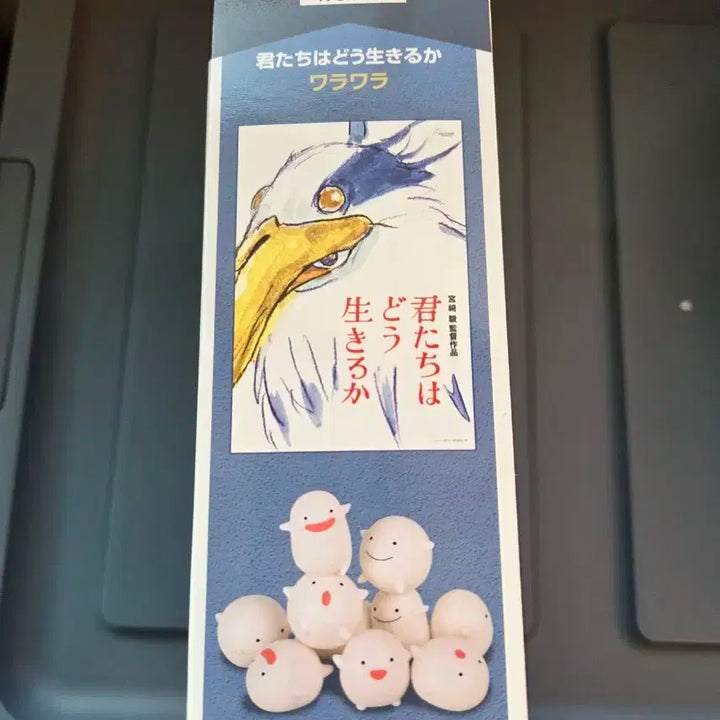 君たちはどう生きるか
ワラワラ
宮﨑 駿 監督作品
君たちは
どう
生きるか